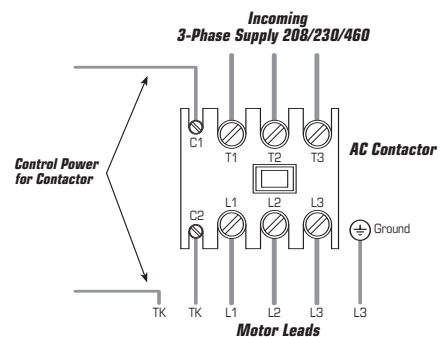 Incoming
3-Phase Supply 208/230/460
C1
T1 T2 T3
AC Contactor
Control Power
for Contactor
L1 L2 L3
C2
Ground
TK TK L1 L2 L3 L3
Motor Leads